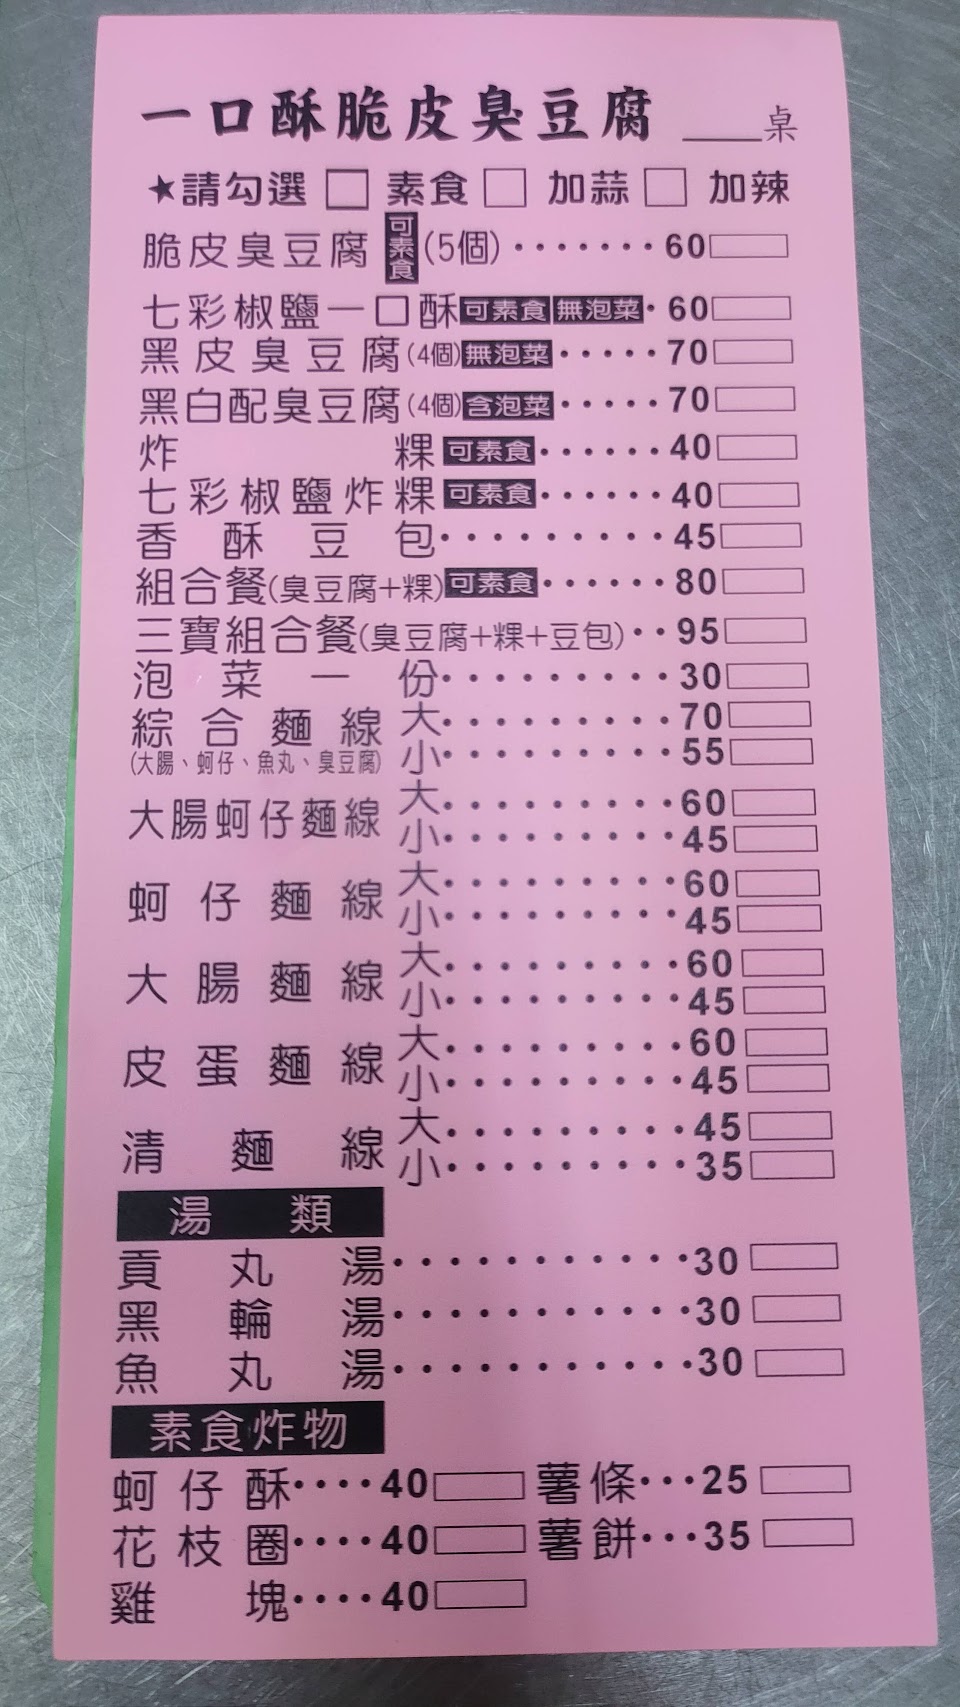 一口酥脆皮臭豆腐 ____桌
★請勾選 □ 素食 □ 加蒜 □ 加辣
脆皮臭豆腐 可素食 (5個)·······60
七彩椒鹽一口酥 可素食 無泡菜·60
黑皮臭豆腐(4個) 無泡菜·····70
黑白配臭豆腐(4個) 含泡菜·····70
炸粿 可素食······40
七彩椒鹽炸粿 可素食······40
香酥豆包·········45
組合餐(臭豆腐+粿) 可素食······80
三寶組合餐(臭豆腐+粿+豆包)··95
泡菜一份·········30
綜合麵線 大·········70
(大腸、蚵仔、魚丸、臭豆腐) 小·········55
大腸蚵仔麵線 大·········60
小·········45
蚵仔麵線 大·········60
小·········45
大腸麵線 大·········60
小·········45
皮蛋麵線 大·········60
小·········45
清麵線 大·········45
小·········35
湯類
貢丸湯···········30
黑輪湯···········30
魚丸湯···········30
素食炸物
蚵仔酥····40 薯條···25
花枝圈····40 薯餅···35
雞塊····40